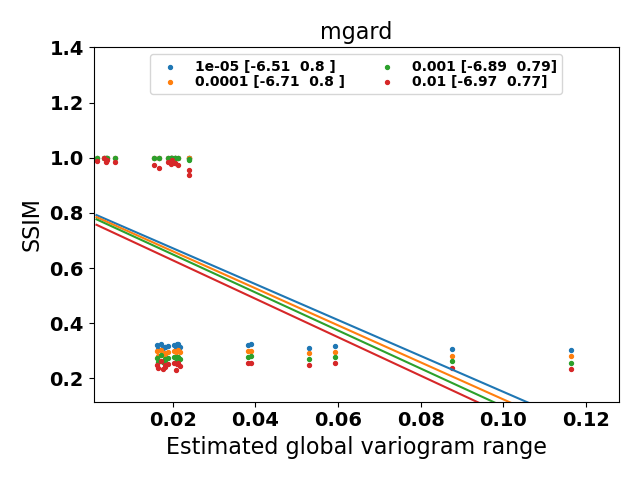 mgard
1e-05 [-6.51  0.8 ]
0.0001 [-6.71  0.8 ]
0.001 [-6.89  0.79]
0.01 [-6.97  0.77]
SSIM
1.4
1.2
1.0
0.8
0.6
0.4
0.2
0.02 0.04 0.06 0.08 0.10 0.12
Estimated global variogram range